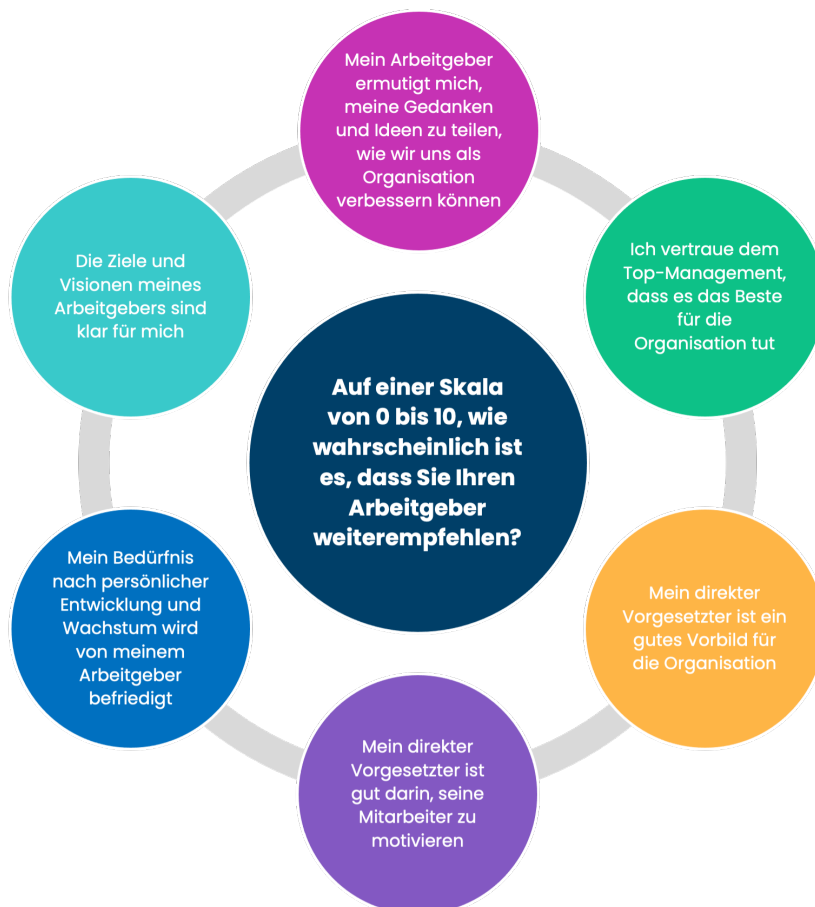 Mein Arbeitgeber
ermutigt mich,
meine Gedanken
und Ideen zu teilen,
wie wir uns als
Organisation
verbessern können
Ich vertraue dem
Top-Management,
dass es das Beste
für die
Organisation tut
Mein direkter
Vorgesetzter ist ein
gutes Vorbild für
die Organisation
Mein direkter
Vorgesetzter ist
gut darin, seine
Mitarbeiter zu
motivieren
Mein Bedürfnis
nach persönlicher
Entwicklung und
Wachstum wird
von meinem
Arbeitgeber
befriedigt
Die Ziele und
Visionen meines
Arbeitgebers sind
klar für mich
Auf einer Skala
von 0 bis 10, wie
wahrscheinlich ist
es, dass Sie Ihren
Arbeitgeber
weiterempfehlen?